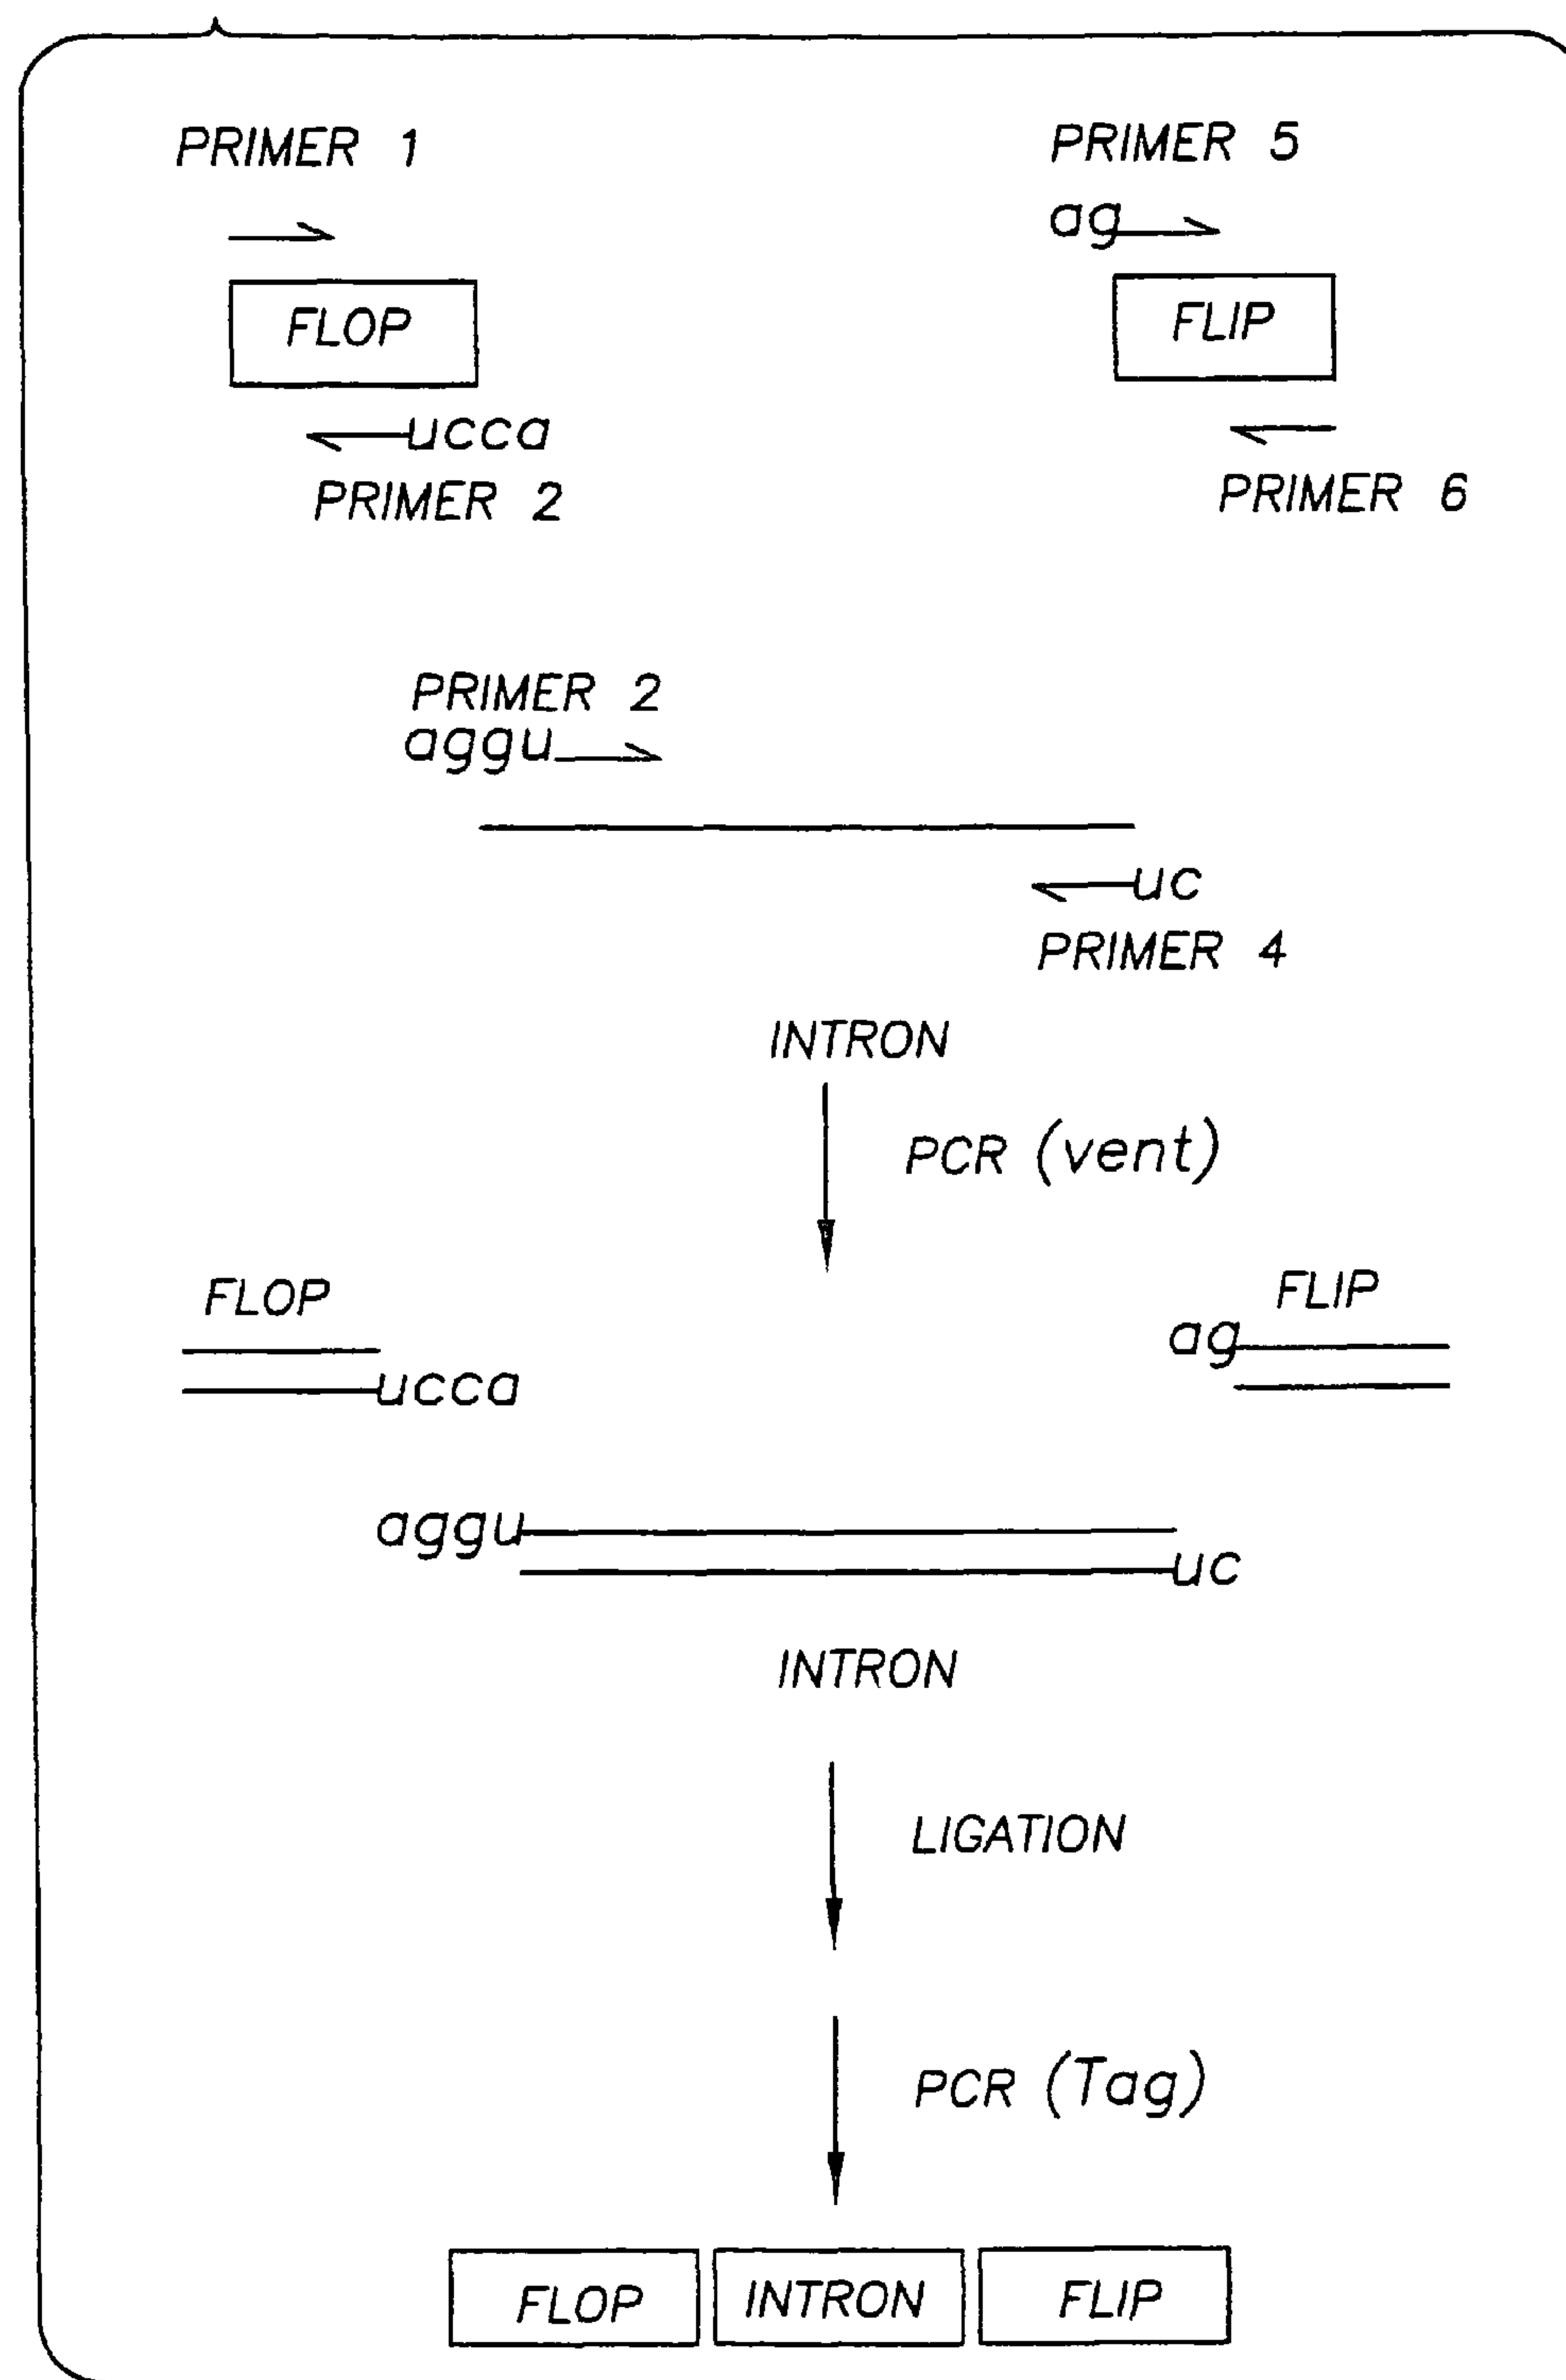 PRIMER 1
PRIMER 5
ag
FLOP
FLIP
ucca
PRIMER 2
PRIMER 6
PRIMER 2
aggu
uc
PRIMER 4
INTRON
PCR (vent)
FLOP
FLIP
ag
ucca
aggu
uc
INTRON
LIGATION
PCR (Tag)
FLOP INTRON FLIP